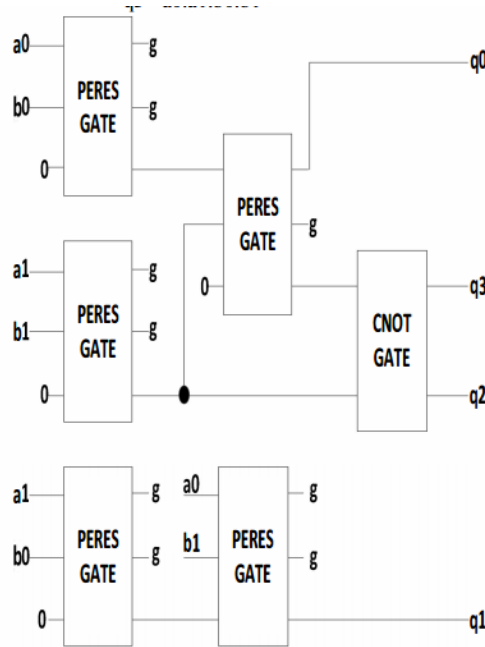 a0 g
PERES GATE
b0 g
0
q0
PERES GATE
g
0
a1 g
PERES GATE
b1 g
0
q3
CNOT GATE
q2
a1 g a0 g
PERES GATE
b0 g b1 g
PERES GATE
0
q1